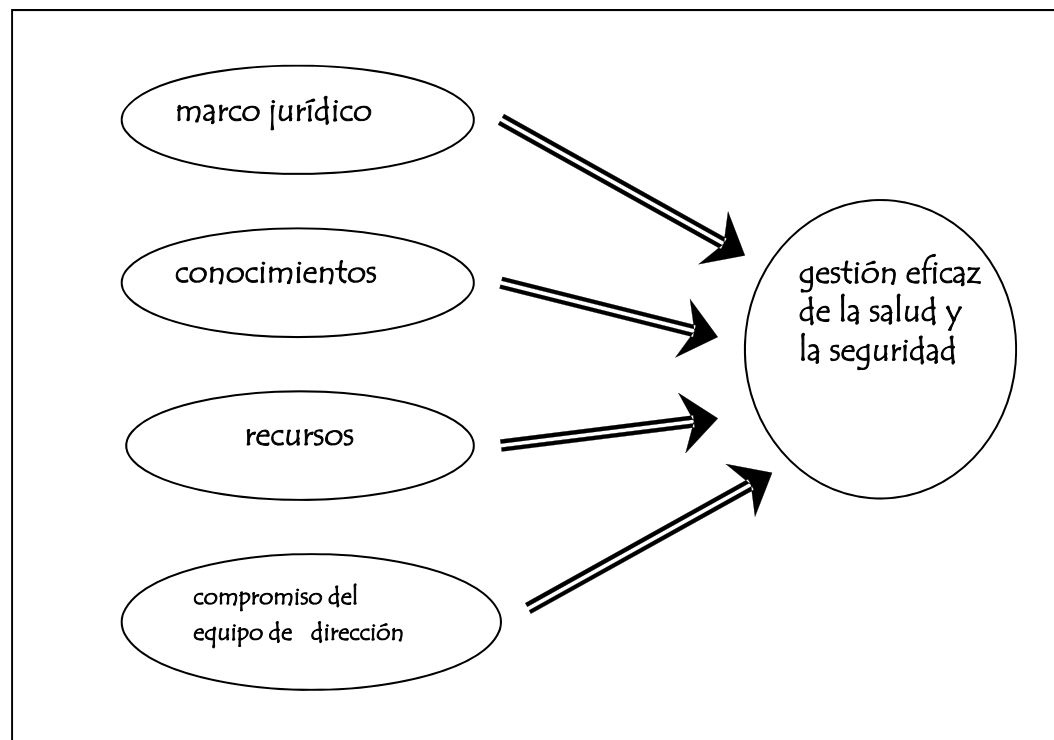 marco jurídico
conocimientos
recursos
compromiso del
equipo de dirección
gestión eficaz
de la salud y
la seguridad